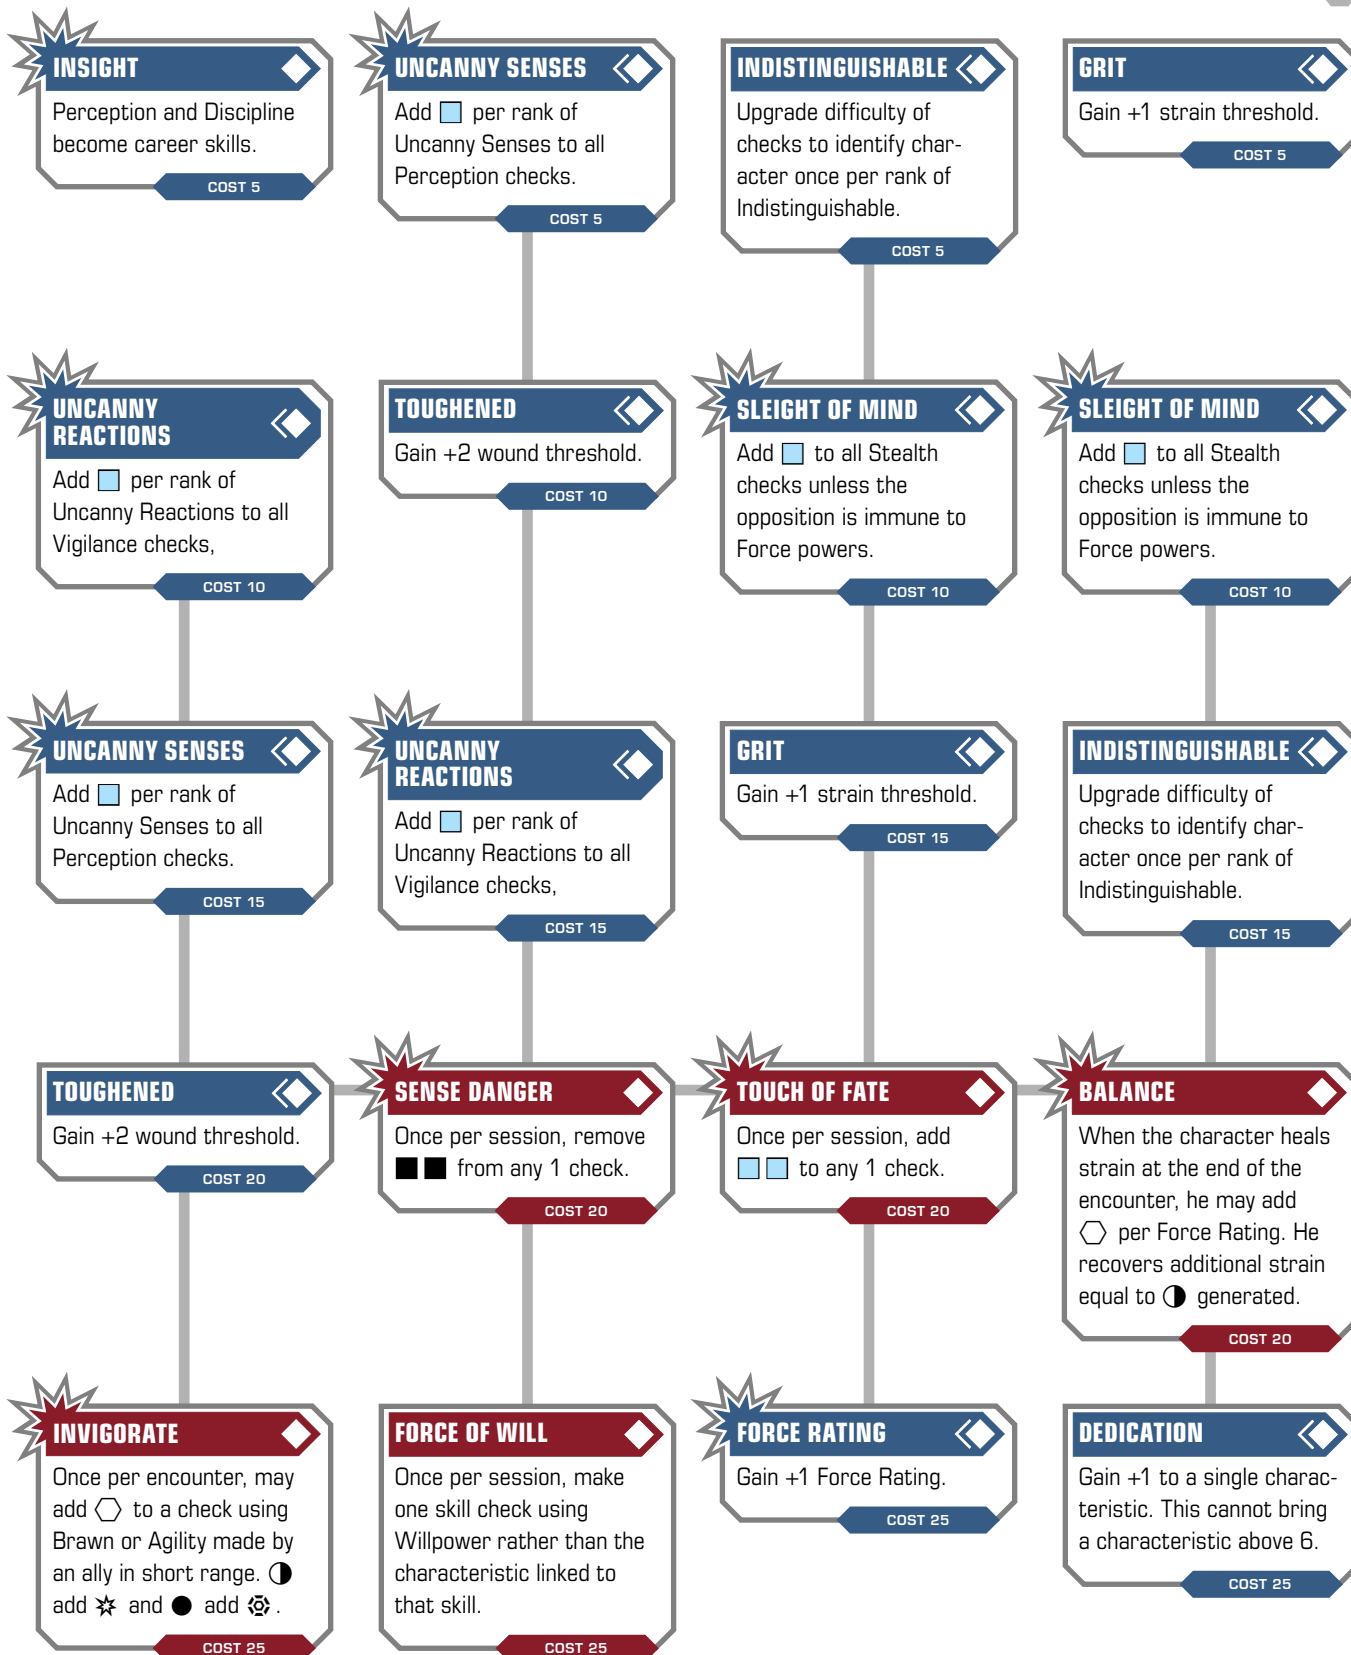 INSIGHT
Perception and Discipline
become career skills.
COST 5
UNCANNY SENSES
Add per rank of
Uncanny Senses to all
Perception checks.
COST 5
INDISTINGUISHABLE
Upgrade difficulty of
checks to identify char-
acter once per rank of
Indistinguishable.
COST 5
GRIT
Gain +1 strain threshold.
COST 5
UNCANNY
REACTIONS
Add per rank of
Uncanny Reactions to all
Vigilance checks,
COST 10
TOUGHENED
Gain +2 wound threshold.
COST 10
SLEIGHT OF MIND
Add to all Stealth
checks unless the
opposition is immune to
Force powers.
COST 10
SLEIGHT OF MIND
Add to all Stealth
checks unless the
opposition is immune to
Force powers.
COST 10
UNCANNY SENSES
Add per rank of
Uncanny Senses to all
Perception checks.
COST 15
UNCANNY
REACTIONS
Add per rank of
Uncanny Reactions to all
Vigilance checks,
COST 15
GRIT
Gain +1 strain threshold.
COST 15
INDISTINGUISHABLE
Upgrade difficulty of
checks to identify char-
acter once per rank of
Indistinguishable.
COST 15
TOUGHENED
Gain +2 wound threshold.
COST 20
SENSE DANGER
Once per session, remove
from any 1 check.
COST 20
TOUCH OF FATE
Once per session, add
to any 1 check.
COST 20
BALANCE
When the character heals
strain at the end of the
encounter, he may add
per Force Rating. He
recovers additional strain
equal to generated.
COST 20
INVIGORATE
Once per encounter, may
add to a check using
Brawn or Agility made by
an ally in short range.
add and add .
COST 25
FORCE OF WILL
Once per session, make
one skill check using
Willpower rather than the
characteristic linked to
that skill.
COST 25
FORCE RATING
Gain +1 Force Rating.
COST 25
DEDICATION
Gain +1 to a single charac-
teristic. This cannot bring
a characteristic above 6.
COST 25